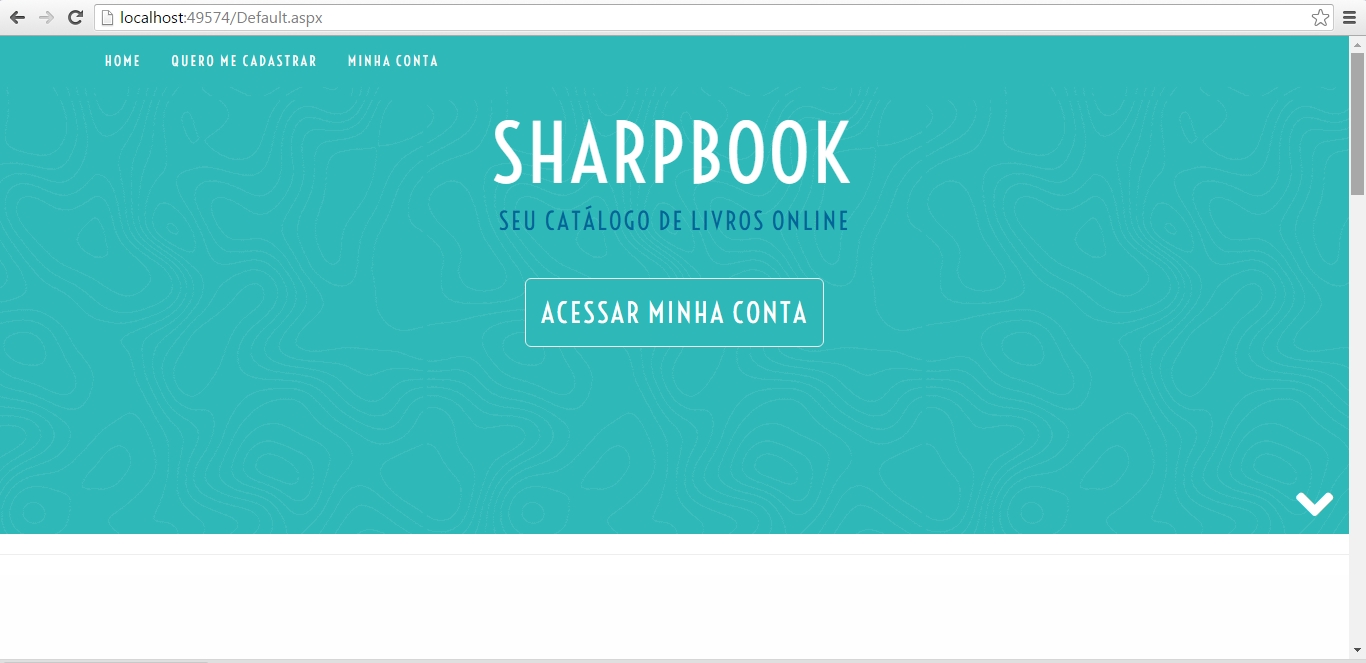 localhost:49574/Default.aspx
HOME QUERO ME CADASTRAR MINHA CONTA
SHARPBOOK
SEU CATÁLOGO DE LIVROS ONLINE
ACESSAR MINHA CONTA